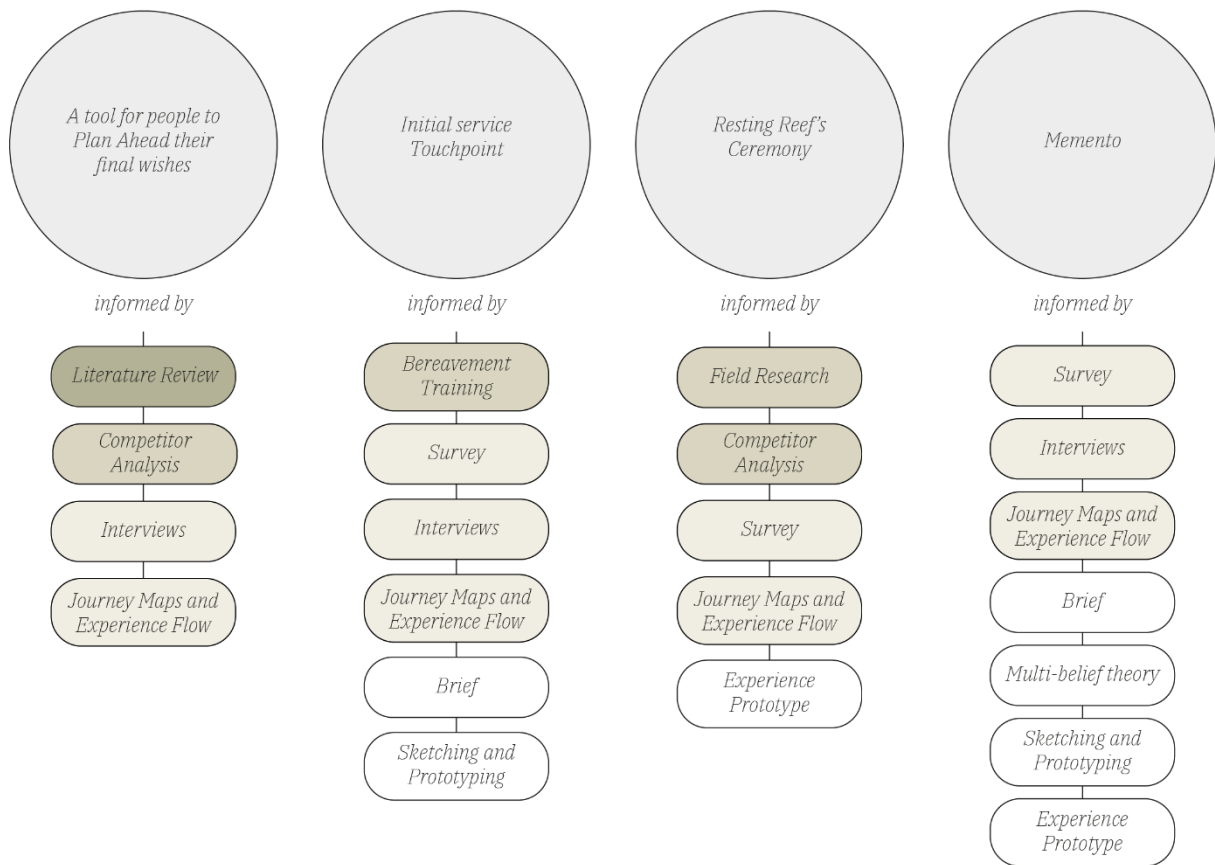 A tool for people to
Plan Ahead their
final wishes
informed by
Literature Review
Competitor
Analysis
Interviews
Journey Maps and
Experience Flow
Initial service
Touchpoint
informed by
Bereavement
Training
Survey
Interviews
Journey Maps and
Experience Flow
Brief
Sketching and
Prototyping
Resting Reef's
Ceremony
informed by
Field Research
Competitor
Analysis
Survey
Journey Maps and
Experience Flow
Experience
Prototype
Memento
informed by
Survey
Interviews
Journey Maps and
Experience Flow
Brief
Multi-belief theory
Sketching and
Prototyping
Experience
Prototype